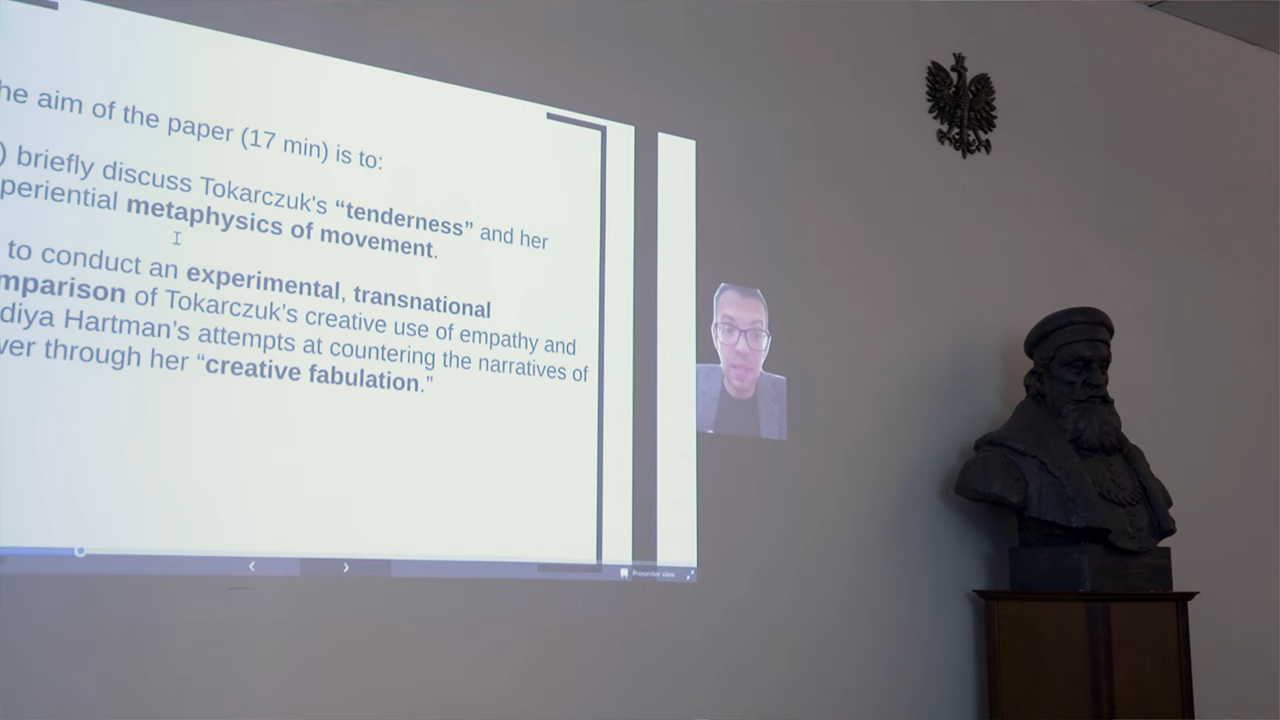 he aim of the paper (17 min) is to:
) briefly discuss Tokarczuk's “tenderness” and her
periential metaphysics of movement.
to conduct an experimental, transnational
mparison of Tokarczuk’s creative use of empathy and
diya Hartman’s attempts at countering the narratives of
ver through her “creative fabulation.”
Presenter view